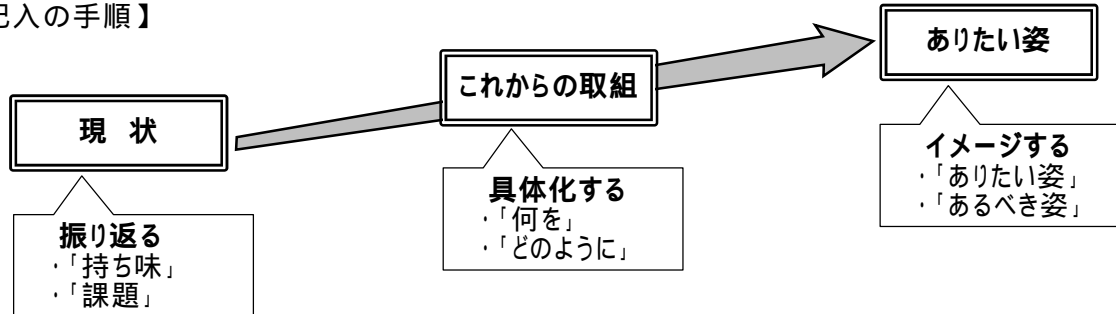 記入の手順】
ありたい姿
これからの取組
現 状
イメージする
・「ありたい姿」
・「あるべき姿」
具体化する
・「何を」
・「どのように」
振り返る
・「持ち味」
・「課題」